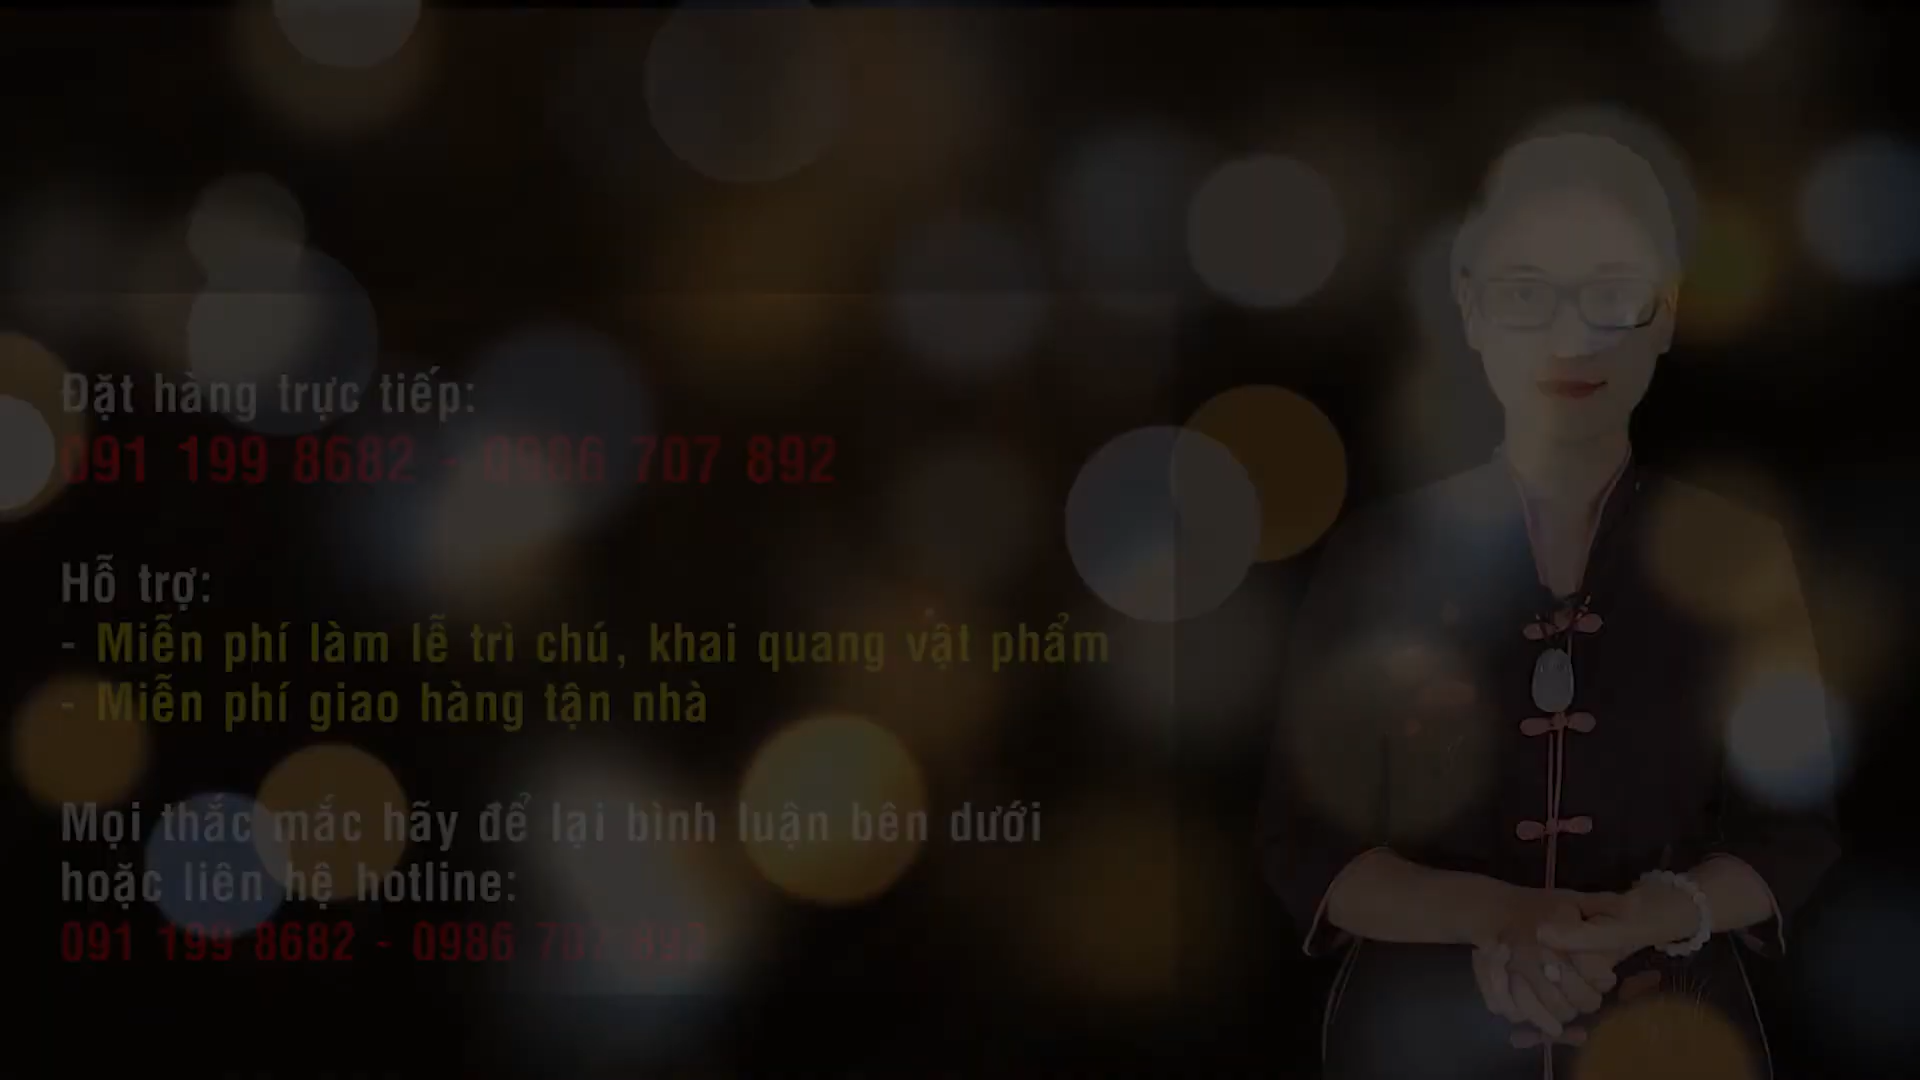 Đặt hàng trực tiếp:
091 199 8682 - 0986 707 892
Hỗ trợ:
- Miễn phí làm lễ trì chú, khai quang vật phẩm
- Miễn phí giao hàng tận nhà
Mọi thắc mắc hãy để lại bình luận bên dưới
hoặc liên hệ hotline:
091 199 8682 - 0986 707 892